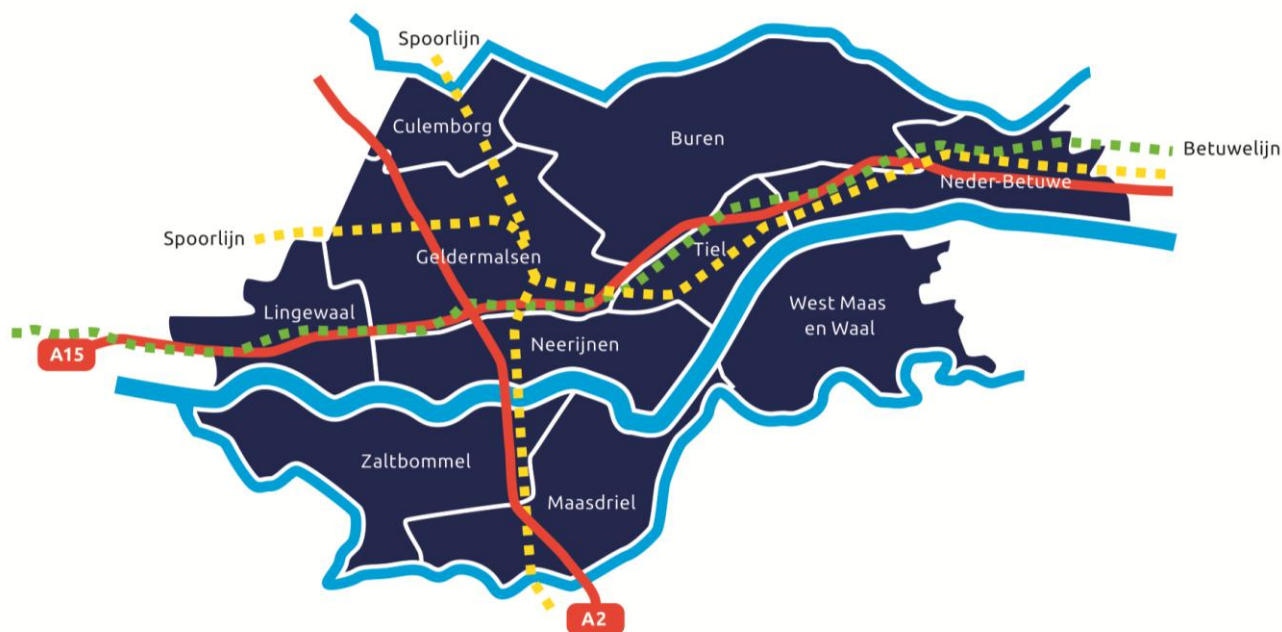 Spoorlijn
Culemborg
Buren
Betuwelijn
Neder-Betuwe
Spoorlijn
Geldermalsen
Tiel
Lingewaal
West Maas
en Waal
Neerijnen
A15
Zaltbommel
Maasdriel
A2